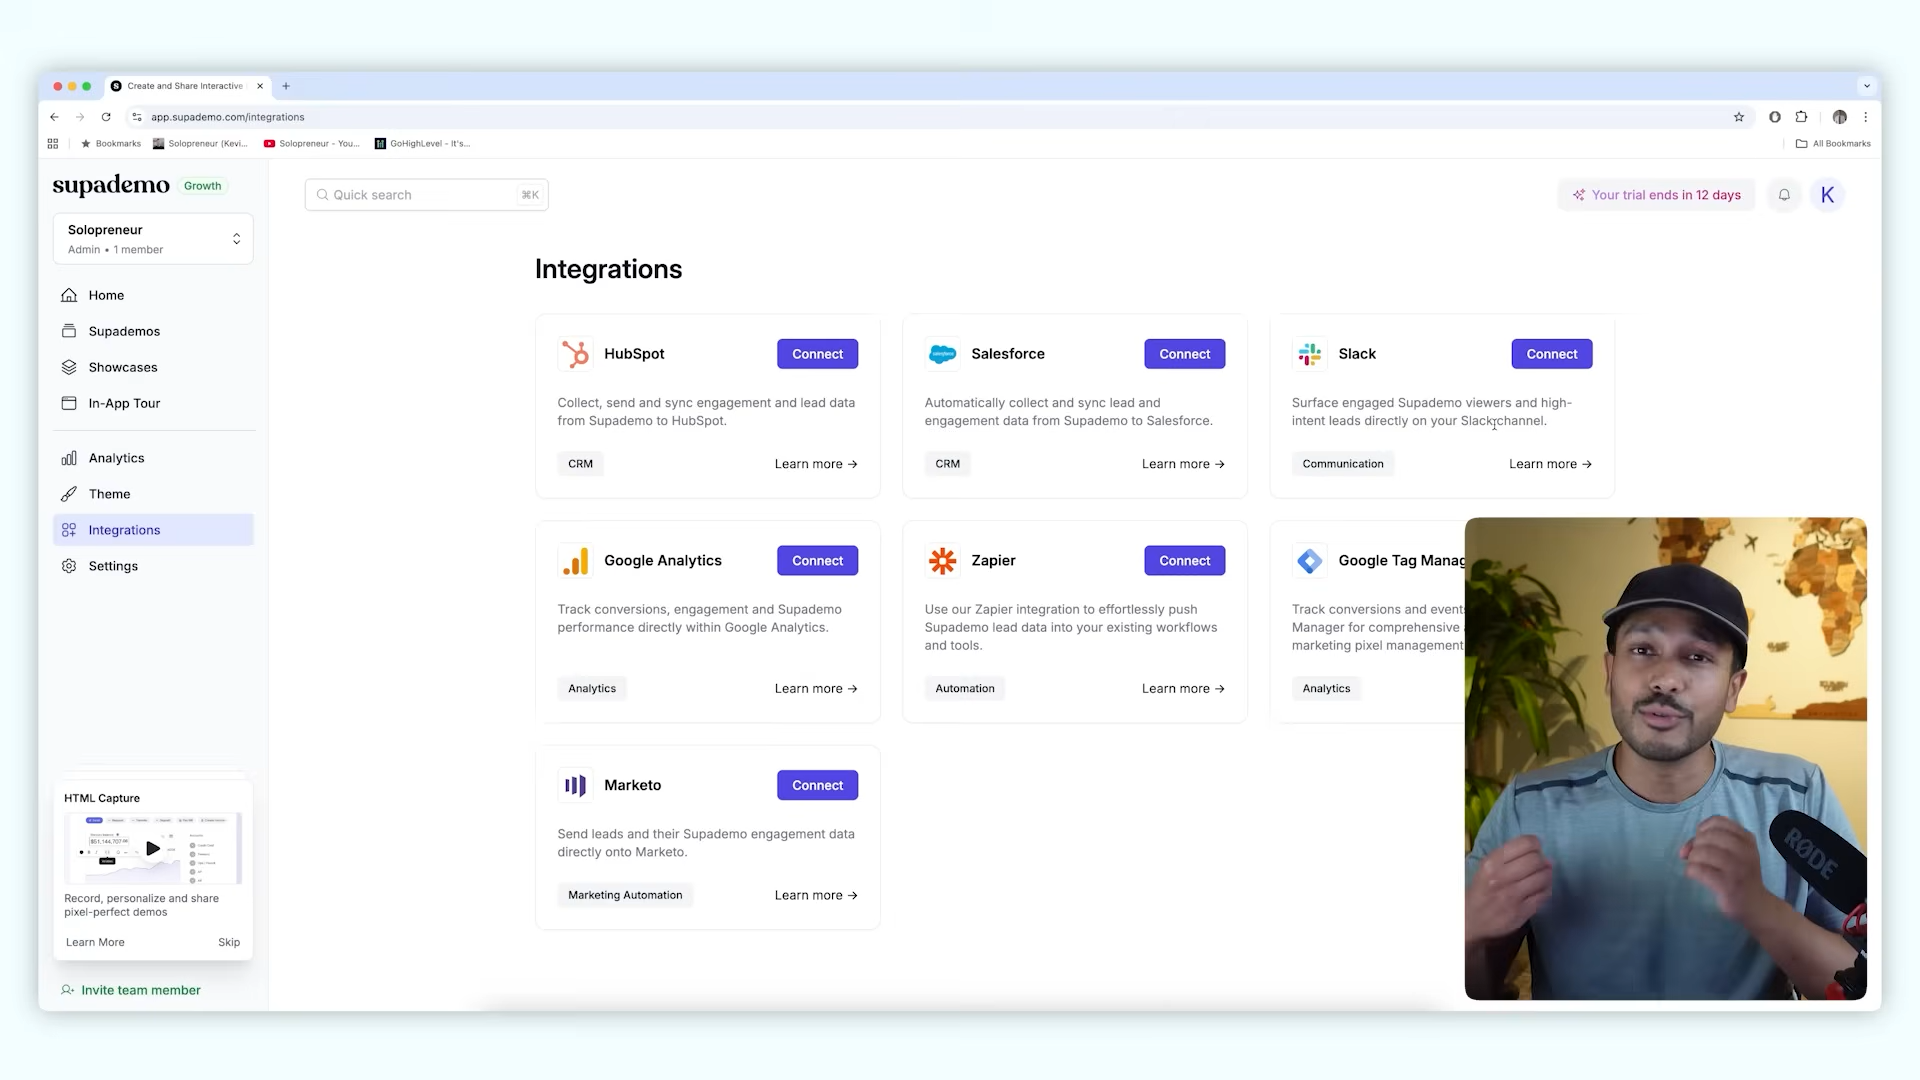 Create and Share Interactive
app.supademo.com/integrations
Bookmarks
Solopreneur (Kevi...
Solopreneur - You...
GoHighLevel - It's...
All Bookmarks
supademo
Growth
Solopreneur
Admin • 1 member
Home
Supademos
Showcases
In-App Tour
Analytics
Theme
Integrations
Settings
HTML Capture
Record, personalize and share
pixel-perfect demos
Learn More
Skip
Invite team member
Quick search
⌘K
Your trial ends in 12 days
K
Integrations
HubSpot
Connect
Collect, send and sync engagement and lead data
from Supademo to HubSpot.
CRM
Learn more →
Salesforce
Connect
Automatically collect and sync lead and
engagement data from Supademo to Salesforce.
CRM
Learn more →
Slack
Connect
Surface engaged Supademo viewers and high-
intent leads directly on your Slack channel.
Communication
Learn more →
Google Analytics
Connect
Track conversions, engagement and Supademo
performance directly within Google Analytics.
Analytics
Learn more →
Zapier
Connect
Use our Zapier integration to effortlessly push
Supademo lead data into your existing workflows
and tools.
Automation
Learn more →
Google Tag Manag
Track conversions and event
Manager for comprehensive
marketing pixel management
Analytics
Marketo
Connect
Send leads and their Supademo engagement data
directly onto Marketo.
Marketing Automation
Learn more →
RØDE